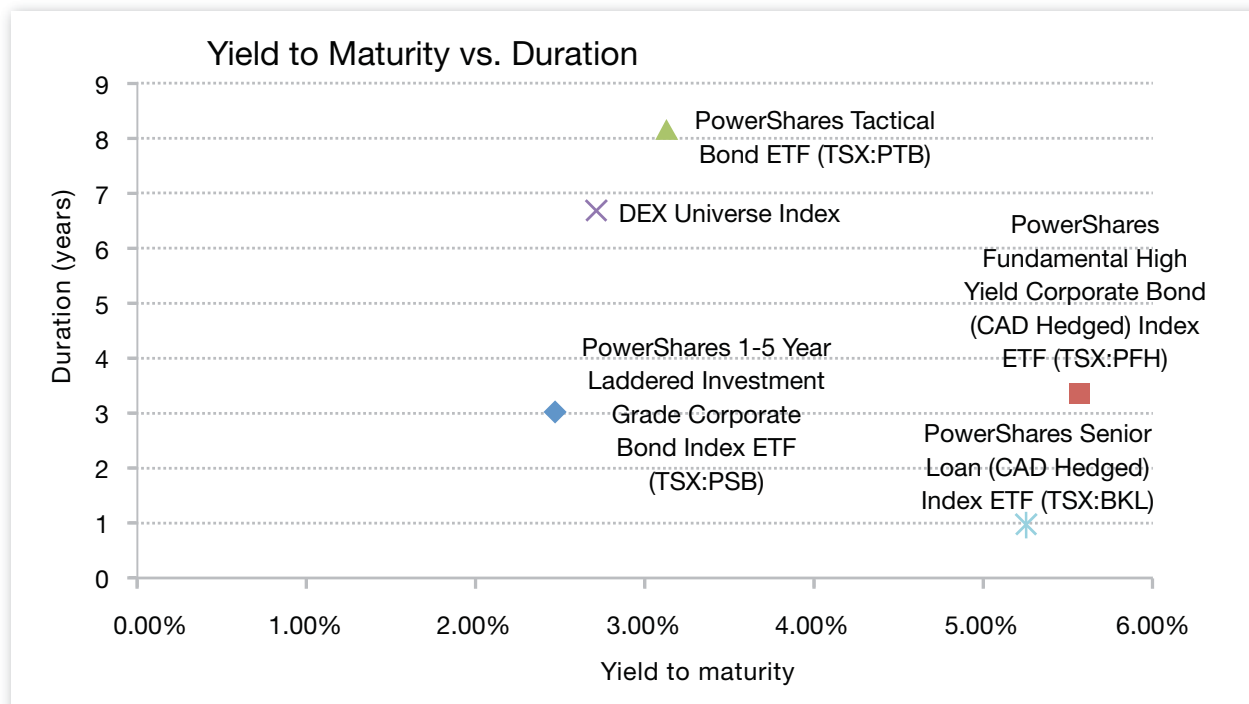 Yield to Maturity vs. Duration
9
8
7
6
5
4
3
2
1
0
Duration (years)
PowerShares Tactical
Bond ETF (TSX:PTB)
DEX Universe Index
PowerShares
Fundamental High
Yield Corporate Bond
(CAD Hedged) Index
ETF (TSX:PFH)
PowerShares 1-5 Year
Laddered Investment
Grade Corporate
Bond Index ETF
(TSX:PSB)
PowerShares Senior
Loan (CAD Hedged)
Index ETF (TSX:BKL)
0.00% 1.00% 2.00% 3.00% 4.00% 5.00% 6.00%
Yield to maturity